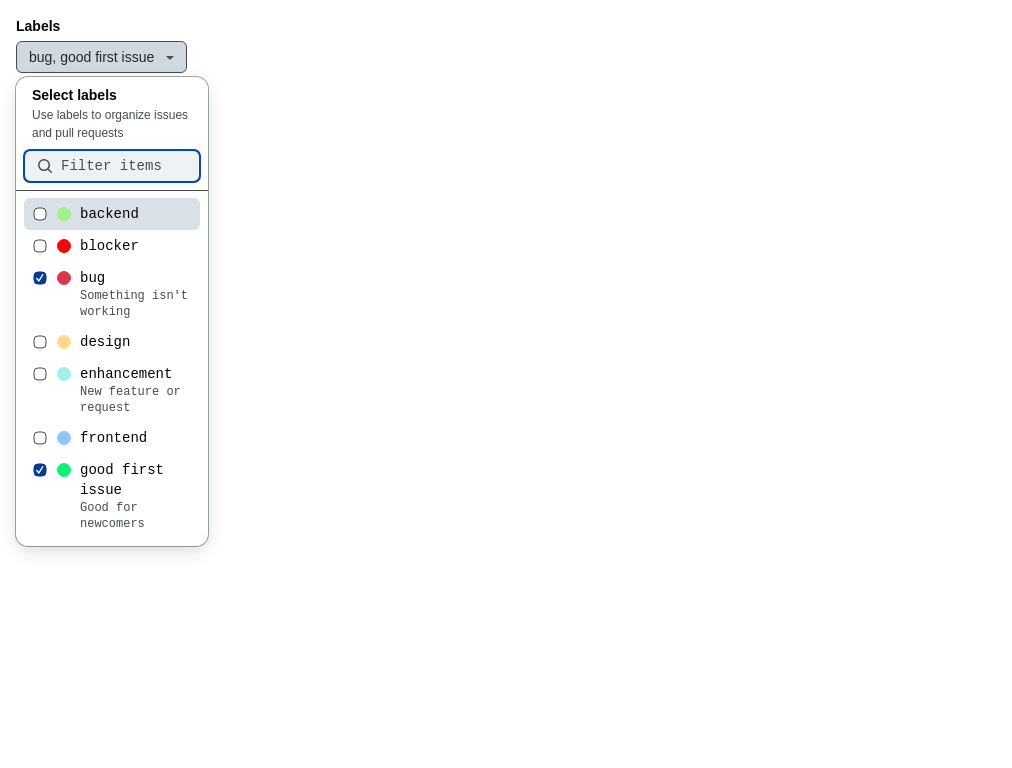 Labels
bug, good first issue
Select labels
Use labels to organize issues
and pull requests
Filter items
backend
blocker
bug
Something isn't
working
design
enhancement
New feature or
request
frontend
good first
issue
Good for
newcomers